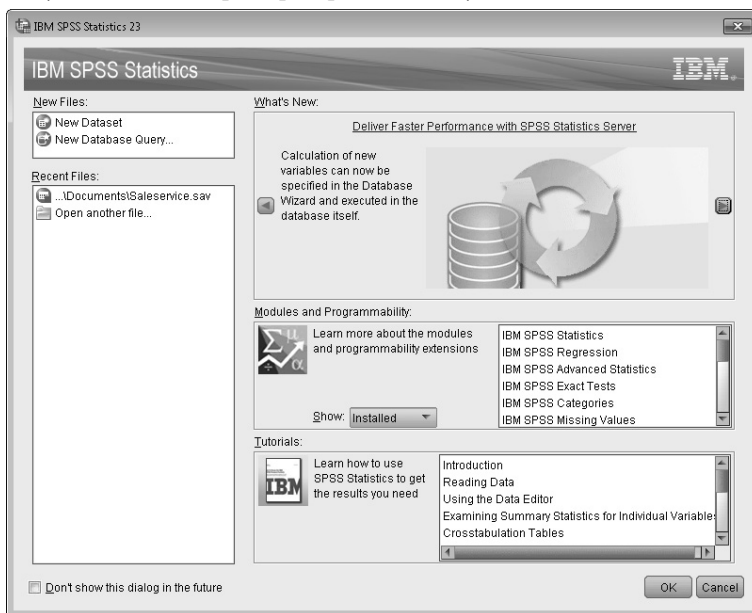 IBM SPSS Statistics 23
IBM SPSS Statistics
IBM
New Files:
New Dataset
New Database Query...
Recent Files:
...\Documents\Saleservice.sav
Open another file...
What's New:
Deliver Faster Performance with SPSS Statistics Server
Calculation of new
variables can now be
specified in the Database
Wizard and executed in the
database itself.
Modules and Programmability:
Learn more about the modules
and programmability extensions
Show: Installed
IBM SPSS Statistics
IBM SPSS Regression
IBM SPSS Advanced Statistics
IBM SPSS Exact Tests
IBM SPSS Categories
IBM SPSS Missing Values
Tutorials:
IBM
Learn how to use
SPSS Statistics to get
the results you need
Introduction
Reading Data
Using the Data Editor
Examining Summary Statistics for Individual Variable
Crosstabulation Tables
Don't show this dialog in the future
OK
Cancel